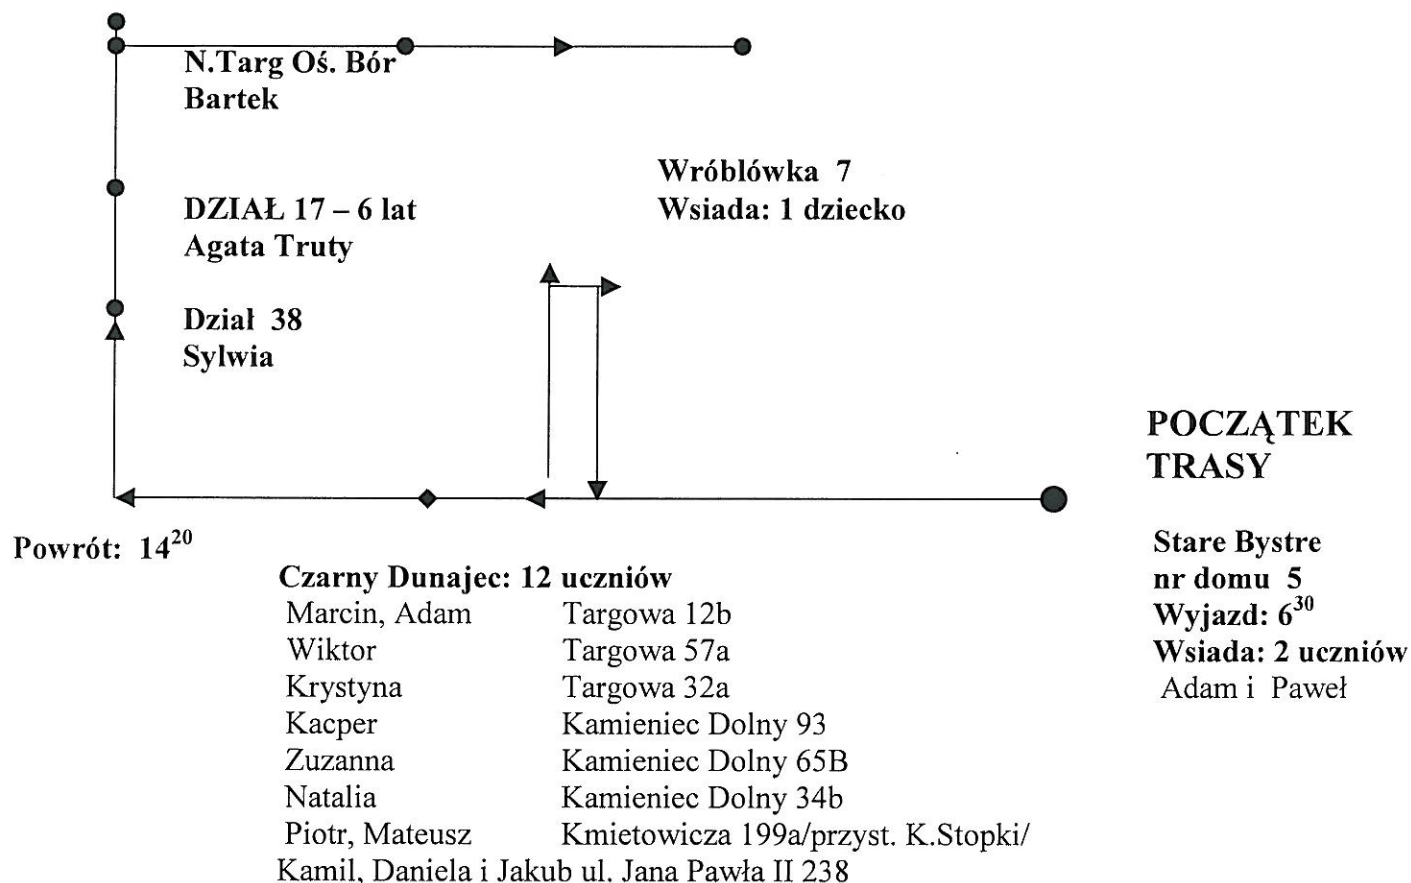 N.Targ Oś. Bór
Bartek
Wróblówka 7
Wsiada: 1 dziecko
DZIAŁ 17 – 6 lat
Agata Truty
Dział 38
Sylwia
POCZĄTEK
TRASY
Stare Bystre
nr domu 5
Wyjazd: 6³⁰
Wsiada: 2 uczniów
Adam i Paweł
Powrót: 14²⁰
Czarny Dunajec: 12 uczniów
Marcin, Adam Targowa 12b
Wiktor Targowa 57a
Krystyna Targowa 32a
Kacper Kamieniec Dolny 93
Zuzanna Kamieniec Dolny 65B
Natalia Kamieniec Dolny 34b
Piotr, Mateusz Kmietowicza 199a/przyst. K.Stopki/
Kamil, Daniela i Jakub ul. Jana Pawła II 238